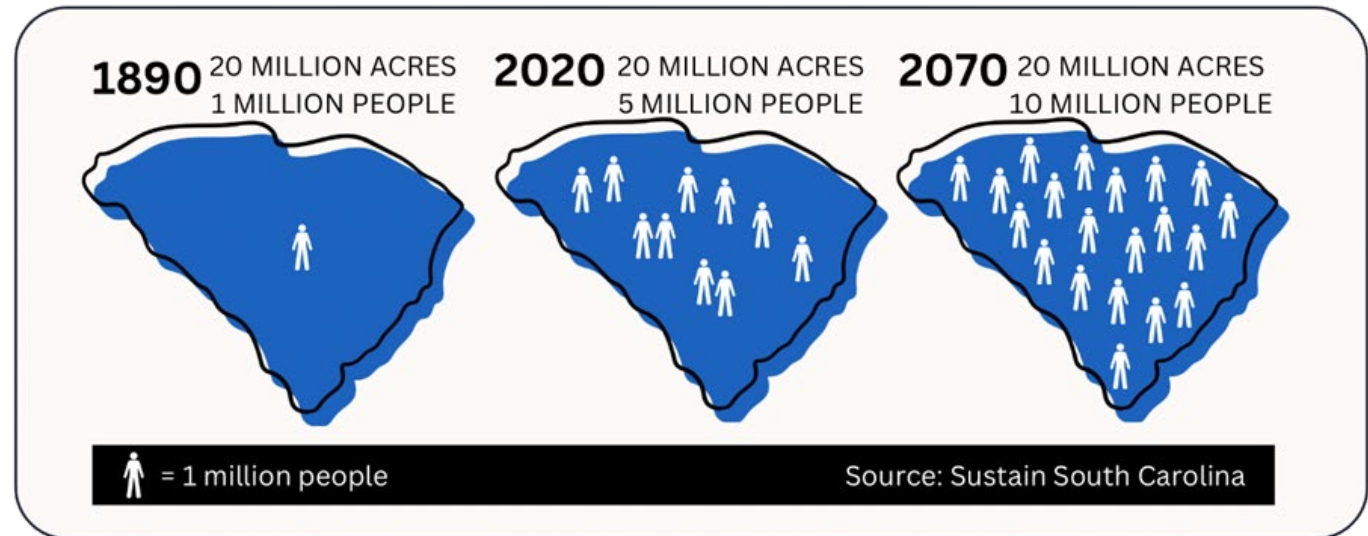 1890 20 MILLION ACRES
1 MILLION PEOPLE
2020 20 MILLION ACRES
5 MILLION PEOPLE
2070 20 MILLION ACRES
10 MILLION PEOPLE
= 1 million people
Source: Sustain South Carolina